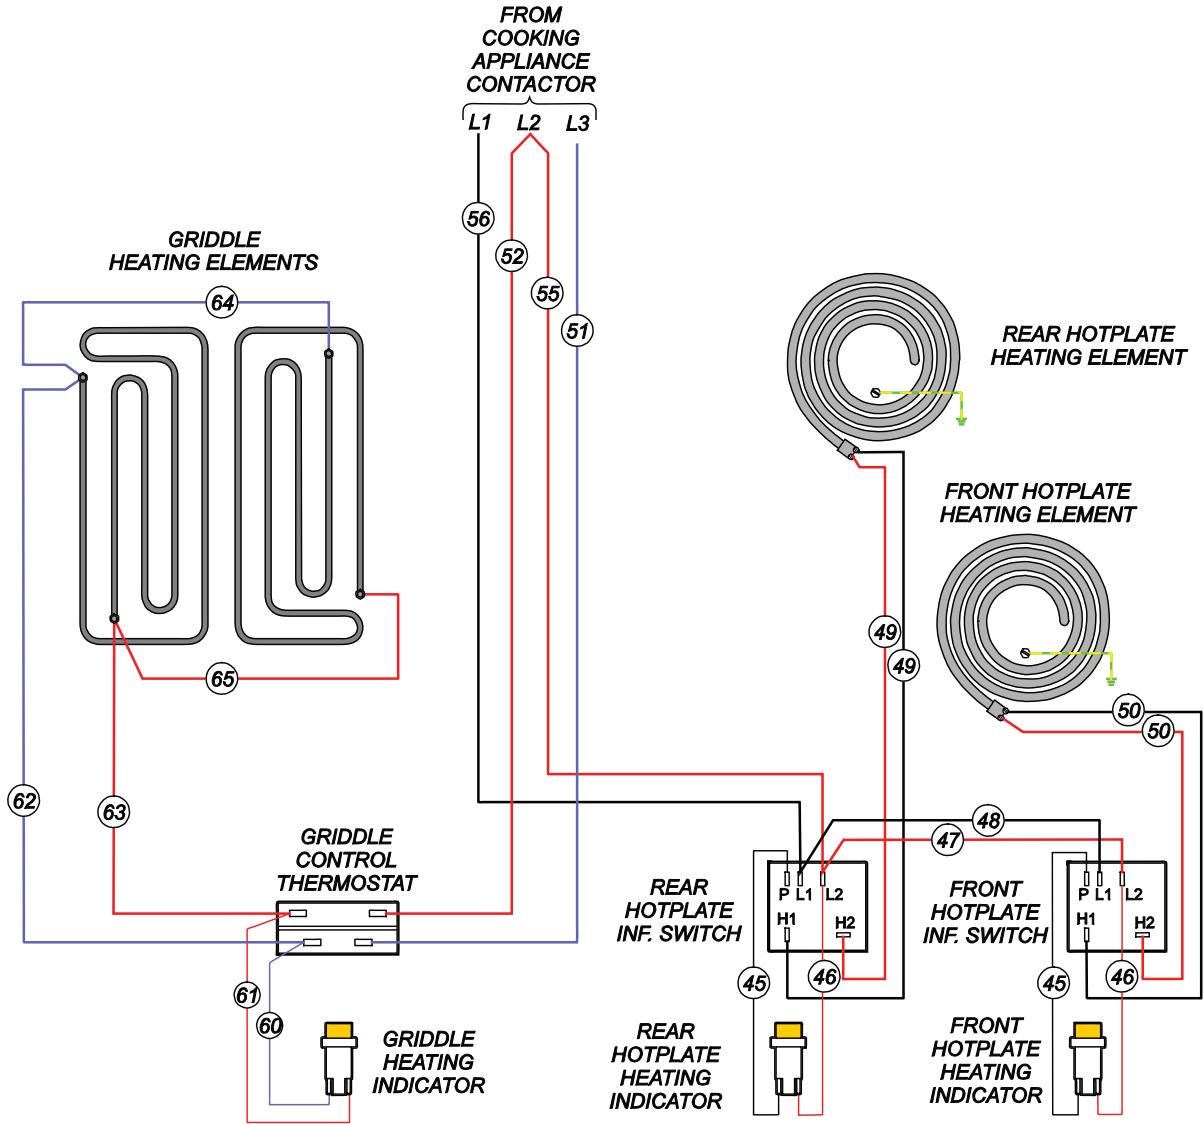 FROM
COOKING
APPLIANCE
CONTACTOR
L1 L2 L3
56
52
55
51
GRIDDLE
HEATING ELEMENTS
64
REAR HOTPLATE
HEATING ELEMENT
FRONT HOTPLATE
HEATING ELEMENT
49
49
65
50
50
62
63
48
47
GRIDDLE
CONTROL
THERMOSTAT
REAR
HOTPLATE
INF. SWITCH
P L1 L2
H1 H2
FRONT
HOTPLATE
INF. SWITCH
P L1 L2
H1 H2
45
46
45
46
61
60
GRIDDLE
HEATING
INDICATOR
REAR
HOTPLATE
HEATING
INDICATOR
FRONT
HOTPLATE
HEATING
INDICATOR